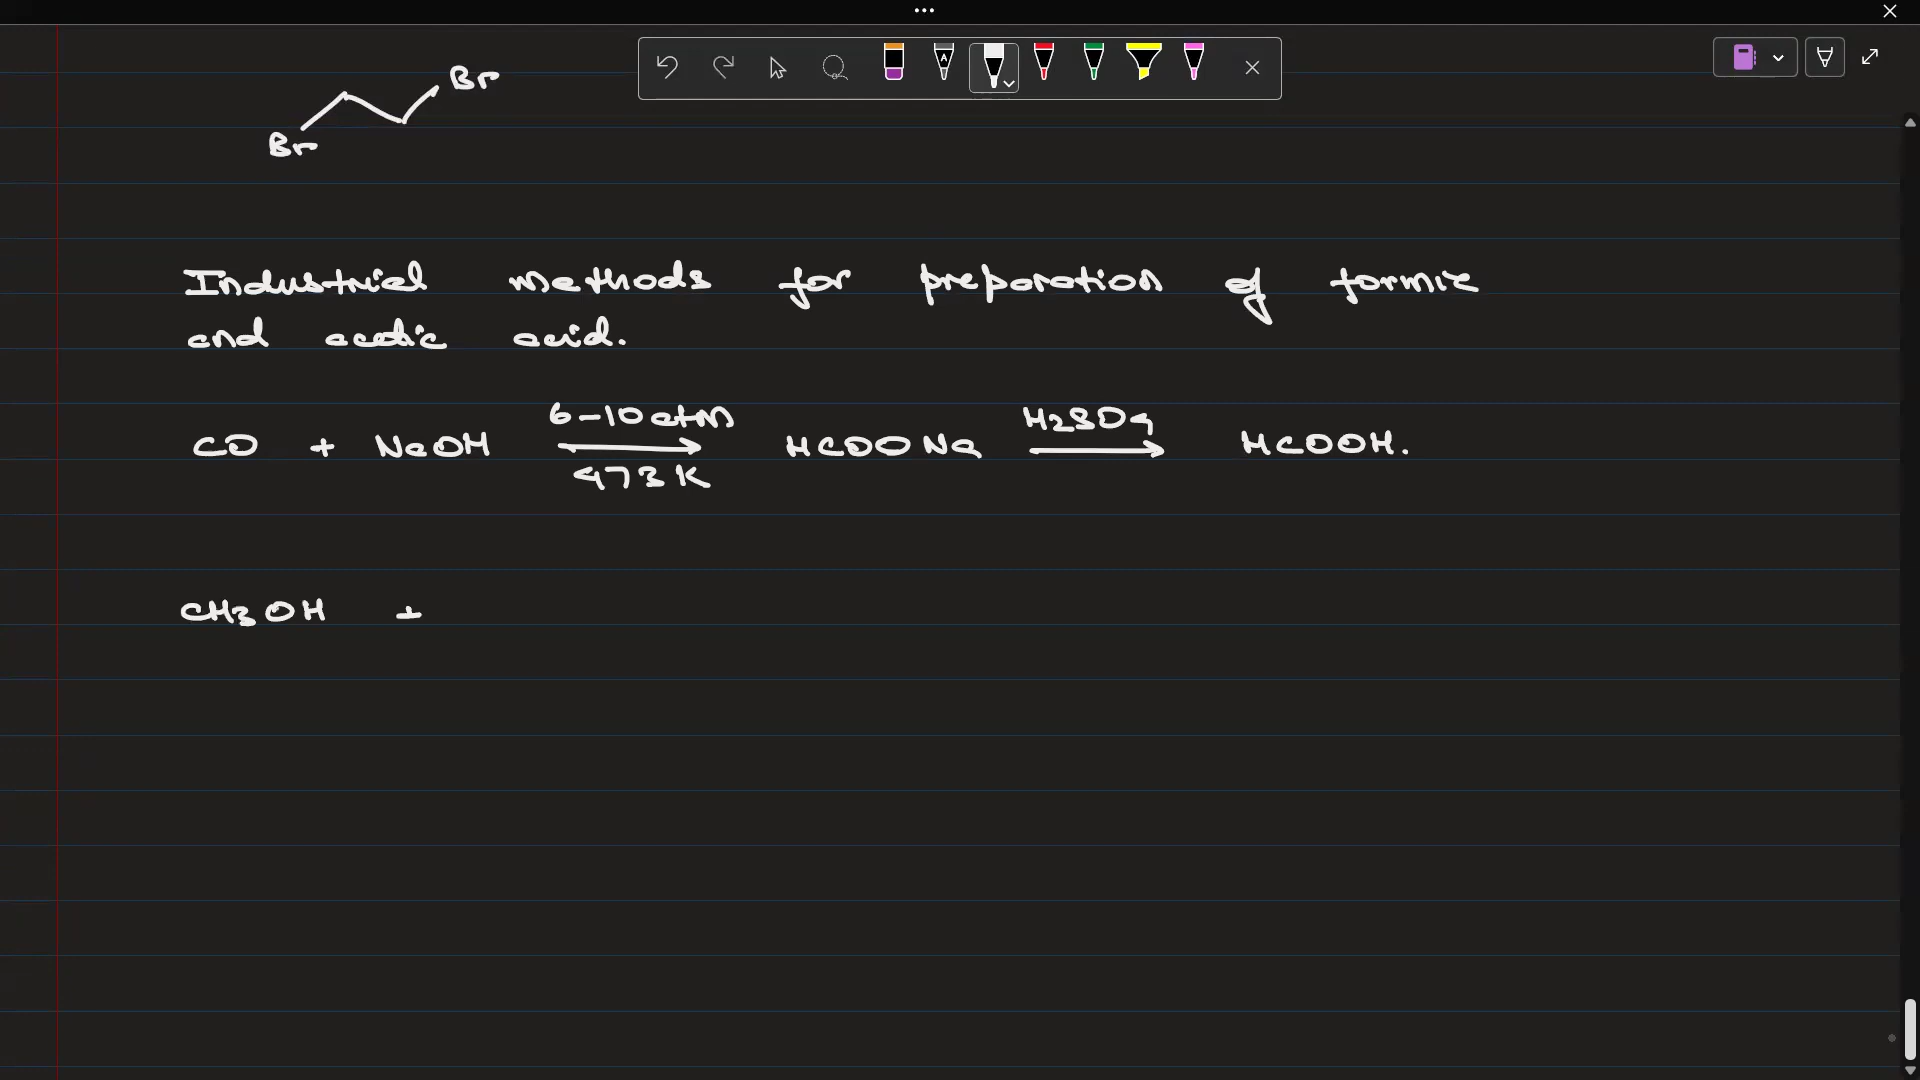 Br
Br
Industrial methods for preparation of formic
and acetic acid.
6-10 atm H2SO4
CO + NaOH → HCOONa → HCOOH.
473 K
CH3OH +